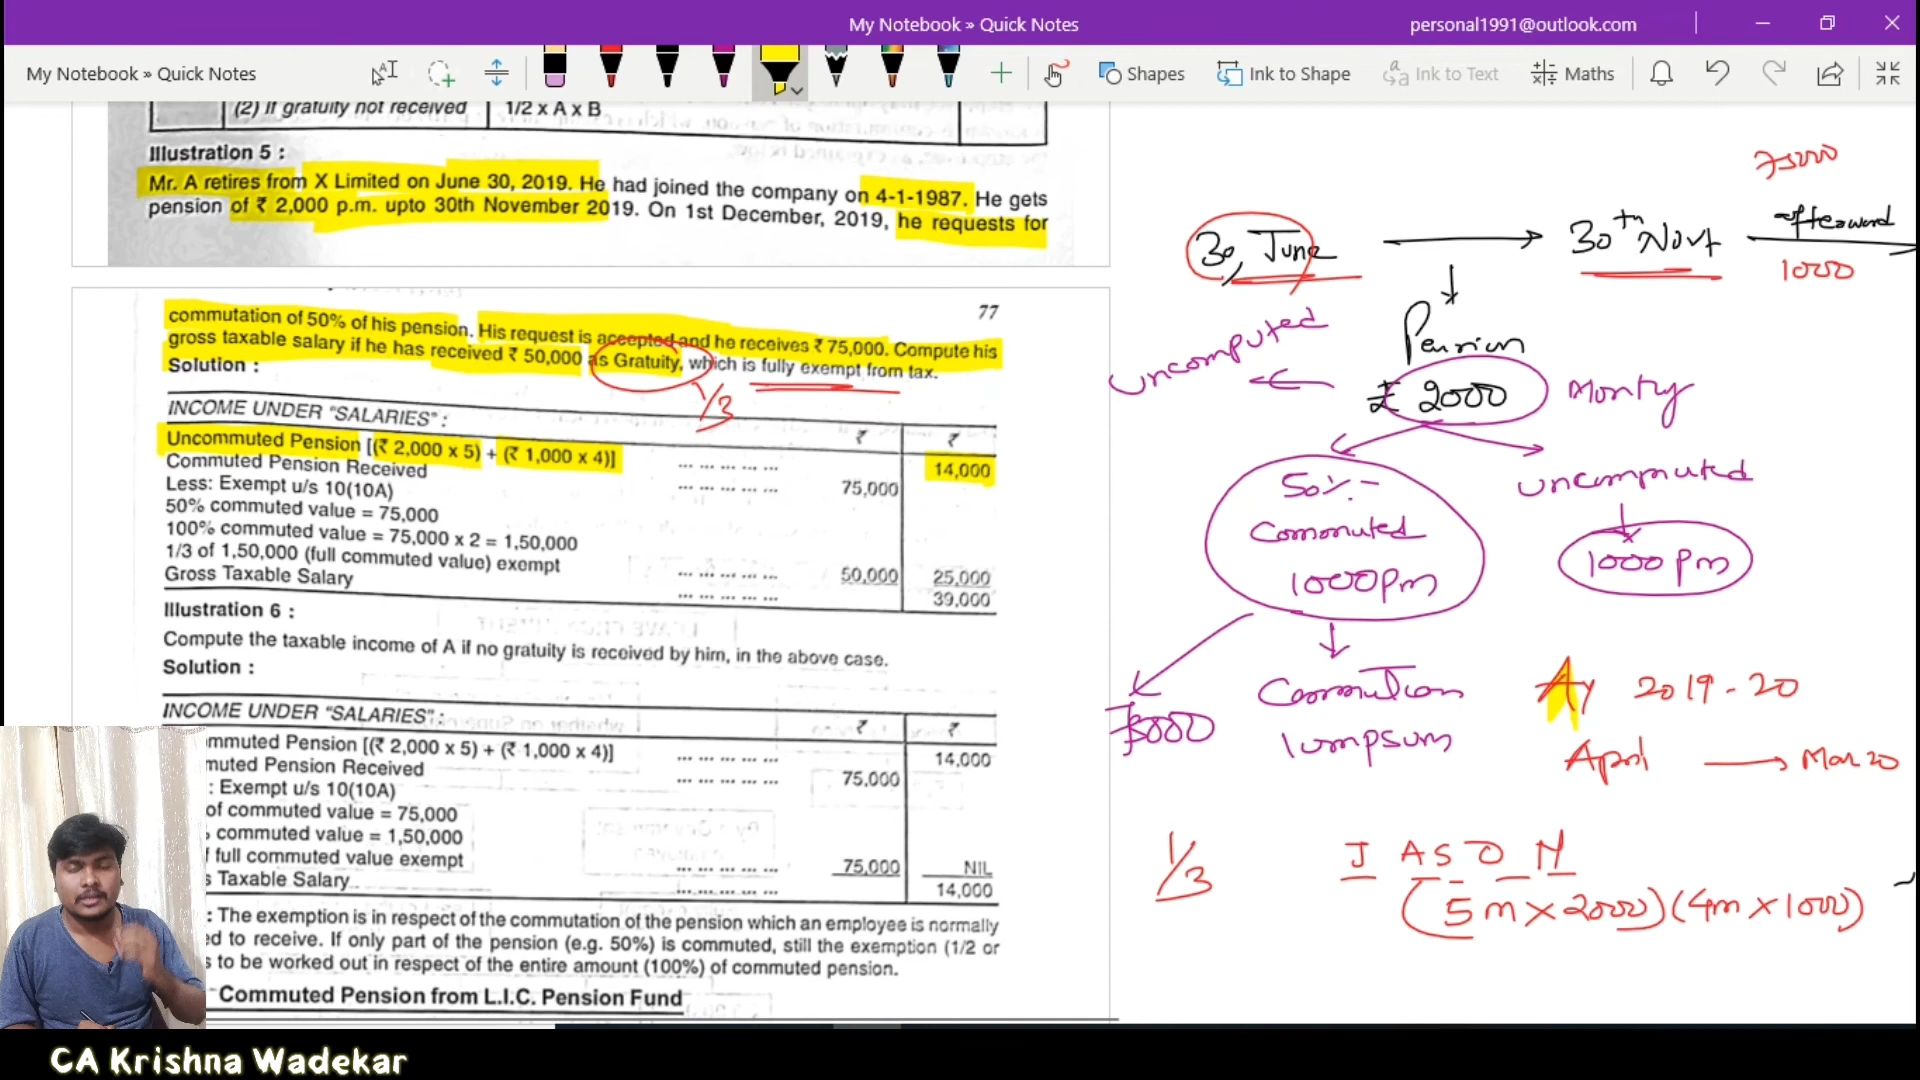 My Notebook » Quick Notes
personal1991@outlook.com
My Notebook » Quick Notes
Shapes
Ink to Shape
Ink to Text
Maths
(2) If gratuity not received
1/2 x A x B
Illustration 5 :
Mr. A retires from X Limited on June 30, 2019. He had joined the company on 4-1-1987. He gets
pension of ₹ 2,000 p.m. upto 30th November 2019. On 1st December, 2019, he requests for
77
commutation of 50% of his pension. His request is accepted and he receives ₹ 75,000. Compute his
gross taxable salary if he has received ₹ 50,000 as Gratuity, which is fully exempt from tax.
Solution :
1/3
INCOME UNDER "SALARIES" :
₹ ₹
Uncommuted Pension [(₹ 2,000 x 5) + (₹ 1,000 x 4)] ... ... ... ... 14,000
Commuted Pension Received ... ... ... ... 75,000
Less: Exempt u/s 10(10A)
50% commuted value = 75,000
100% commuted value = 75,000 x 2 = 1,50,000
1/3 of 1,50,000 (full commuted value) exempt ... ... ... ... 50,000 25,000
Gross Taxable Salary ... ... ... ... 39,000
Illustration 6 :
Compute the taxable income of A if no gratuity is received by him, in the above case.
Solution :
INCOME UNDER "SALARIES" :
₹ ₹
mmuted Pension [(₹ 2,000 x 5) + (₹ 1,000 x 4)] ... ... ... ... 14,000
muted Pension Received ... ... ... ... 75,000
: Exempt u/s 10(10A)
of commuted value = 75,000
commuted value = 1,50,000
full commuted value exempt ... ... ... ... 75,000 NIL
s Taxable Salary ... ... ... ... 14,000
: The exemption is in respect of the commutation of the pension which an employee is normally
ed to receive. If only part of the pension (e.g. 50%) is commuted, still the exemption (1/2 or
s to be worked out in respect of the entire amount (100%) of commuted pension.
Commuted Pension from L.I.C. Pension Fund
75000
30, June
30th Nov
afterward
1000
Pension
uncomputed
₹ 2000 Monthy
50%-
Commuted
1000pm
uncomputed
1000 pm
75000
Commution
lumpsum
AY 2019-20
April Mar 20
1/3
J A S O N
(5m x 2000)(4m x 1000)
CA Krishna Wadekar